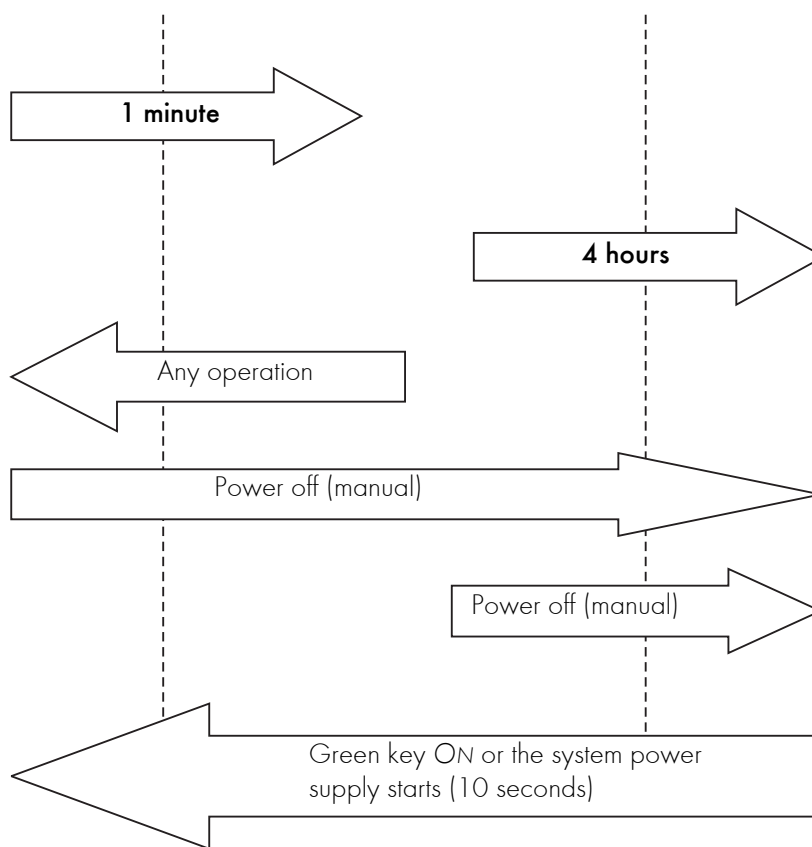 1 minute
4 hours
Any operation
Power off (manual)
Power off (manual)
Green key ON or the system power
supply starts (10 seconds)